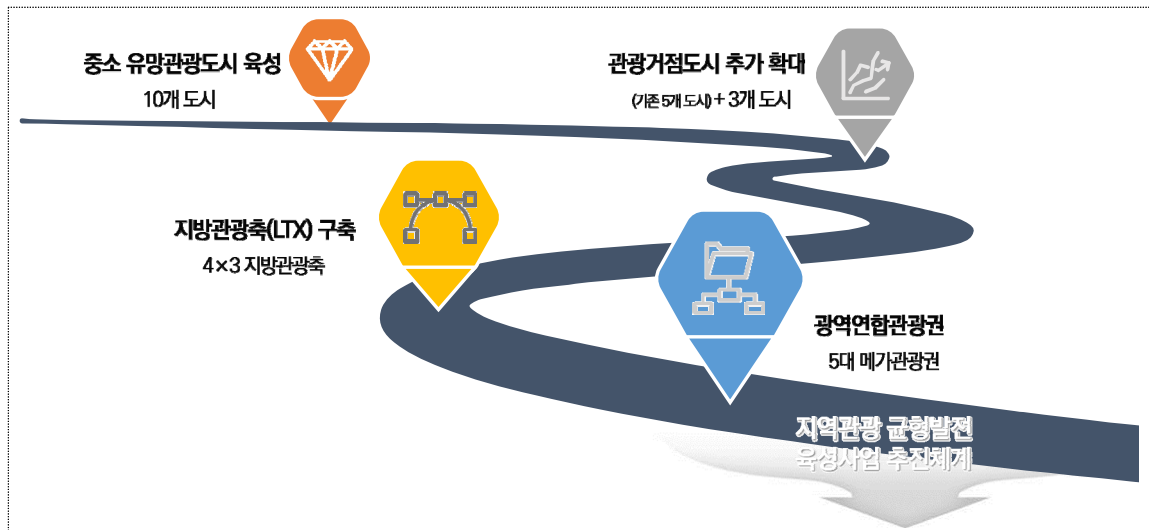 중소 유망관광도시 육성
10개 도시
관광거점도시 추가 확대
(기존 5개 도시) + 3개 도시
지방관광축(LTX) 구축
4×3 지방관광축
광역연합관광권
5대 메가관광권
지역관광 균형발전
육성사업 추진체계